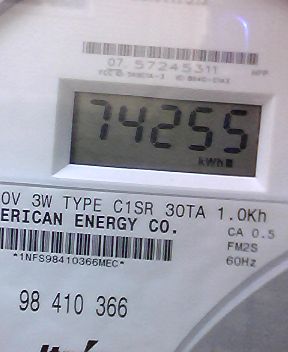 07 57245311
74255
kWh
0V 3W TYPE C1SR 30TA 1.0Kh
ERICAN ENERGY CO.
CA 0.5
FM2S
60Hz
*1NFS98410366MEC*
98 410 366